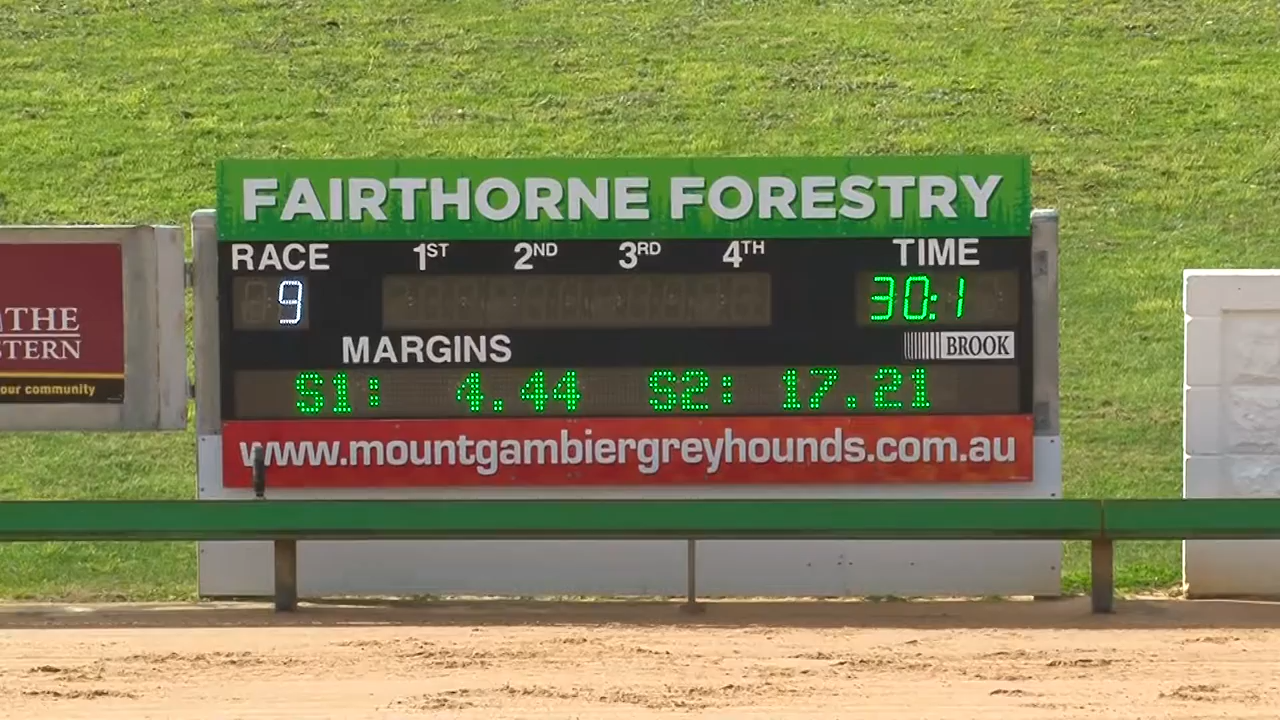 FAIRTHORNE FORESTRY
RACE 1ST 2ND 3RD 4TH TIME
9 30:1
MARGINS BROOK
S1: 4.44 S2: 17.21
www.mountgambiergreyhounds.com.au
THE
STERN
our community